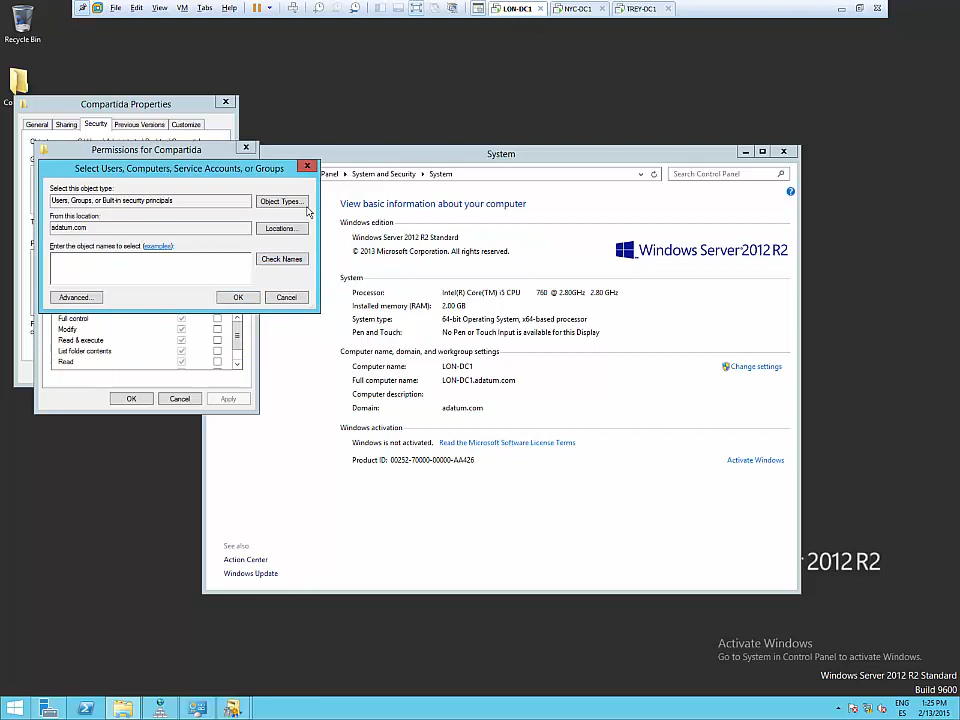 File Edit View VM Tabs Help
LON-DC1 NYC-DC1 TREY-DC1
Recycle Bin
Compartida Properties
General Sharing Security Previous Versions Customize
Permissions for Compartida
Select Users, Computers, Service Accounts, or Groups
Select this object type:
Users, Groups, or Built-in security principals
Object Types...
From this location:
adatum.com
Locations...
Enter the object names to select (examples):
Check Names
Advanced...
OK
Cancel
Full control
Modify
Read & execute
List folder contents
Read
OK
Cancel
Apply
System
Panel System and Security System
Search Control Panel
View basic information about your computer
Windows edition
Windows Server 2012 R2 Standard
© 2013 Microsoft Corporation. All rights reserved.
Windows Server 2012 R2
System
Processor: Intel(R) Core(TM) i5 CPU 760 @ 2.80GHz 2.80 GHz
Installed memory (RAM): 2.00 GB
System type: 64-bit Operating System, x64-based processor
Pen and Touch: No Pen or Touch Input is available for this Display
Computer name, domain, and workgroup settings
Computer name: LON-DC1
Change settings
Full computer name: LON-DC1.adatum.com
Computer description:
Domain: adatum.com
Windows activation
Windows is not activated. Read the Microsoft Software License Terms
Product ID: 00252-70000-00000-AA426
Activate Windows
See also
Action Center
Windows Update
2012 R2
Activate Windows
Go to System in Control Panel to activate Windows.
Windows Server 2012 R2 Standard
Build 9600
ENG 1:25 PM
ES 2/13/2015